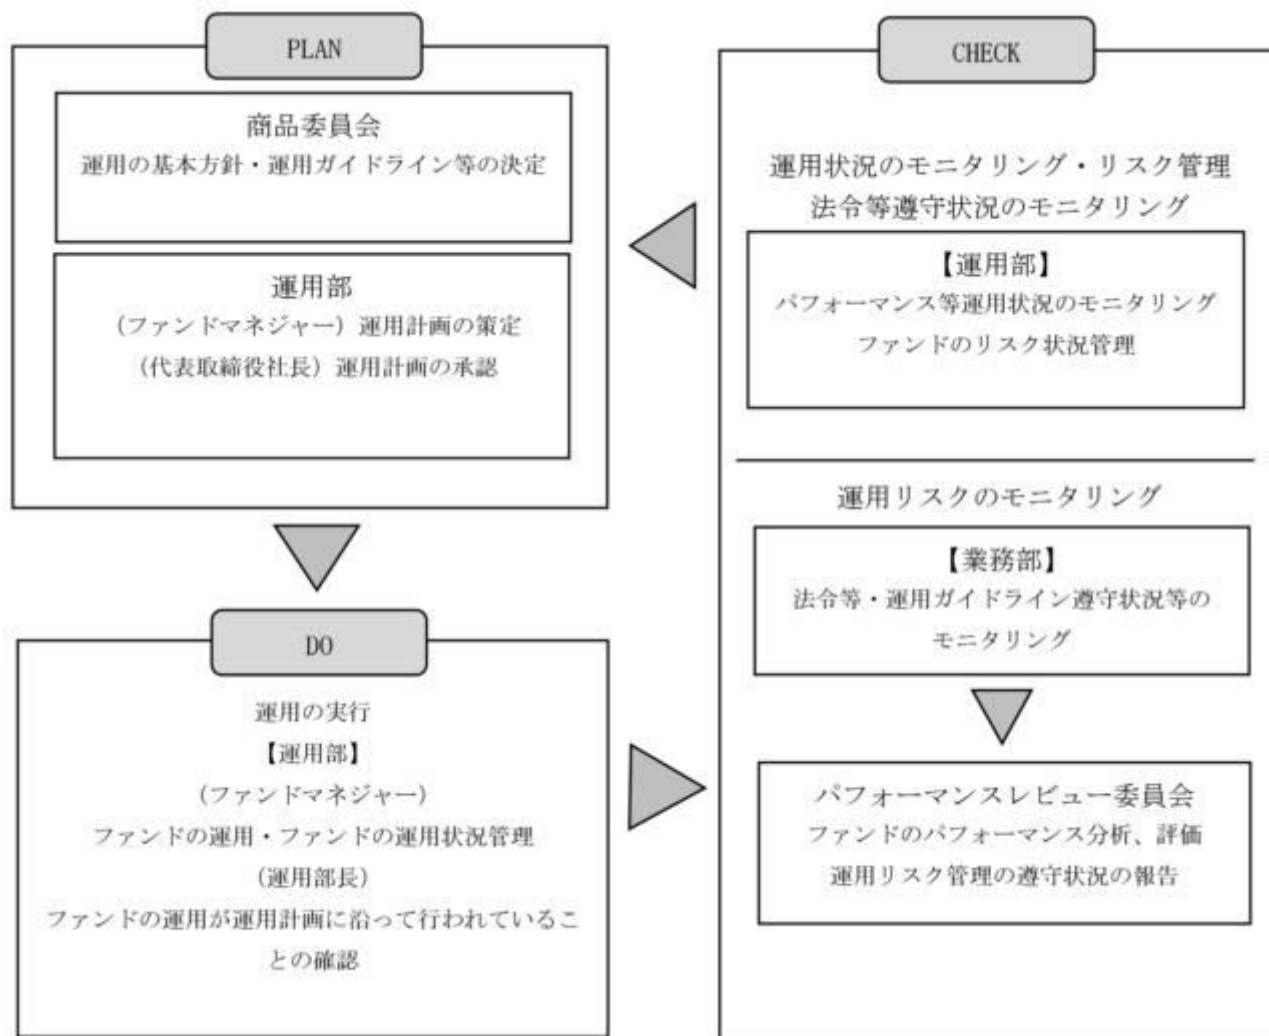 PLAN
商品委員会
運用の基本方針・運用ガイドライン等の決定
運用部
(ファンドマネジャー）運用計画の策定
(代表取締役社長）運用計画の承認
DO
運用の実行
【運用部】
(ファンドマネジャー)
ファンドの運用・ファンドの運用状況管理
(運用部長)
ファンドの運用が運用計画に沿って行われているこ
との確認
CHECK
運用状況のモニタリング・リスク管理
法令等遵守状況のモニタリング
【運用部】
パフォーマンス等運用状況のモニタリング
ファンドのリスク状況管理
運用リスクのモニタリング
【業務部】
法令等・運用ガイドライン遵守状況等の
モニタリング
パフォーマンスレビュー委員会
ファンドのパフォーマンス分析、評価
運用リスク管理の遵守状況の報告